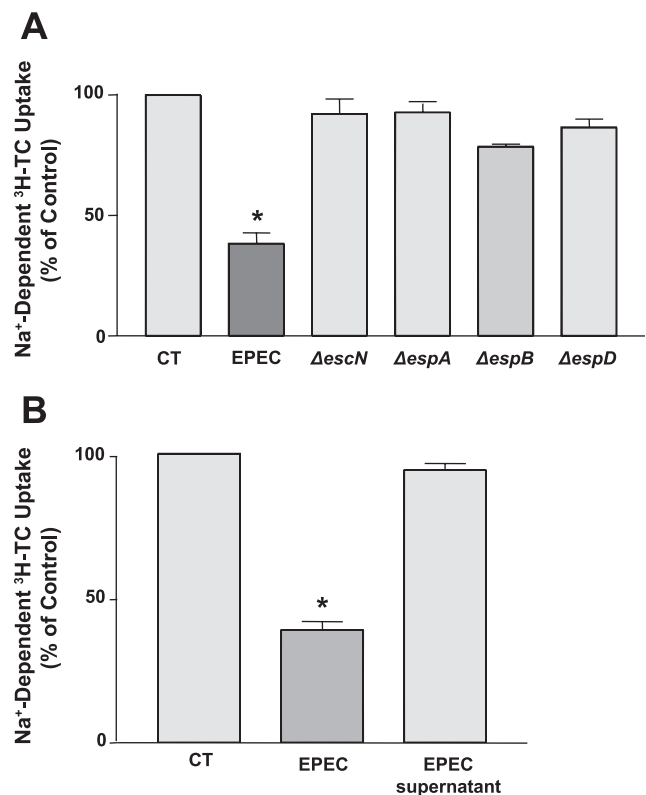 A
Na⁺-Dependent ³H-TC Uptake
(% of Control)
100
50
0
*
CT EPEC ΔescN ΔespA ΔespB ΔespD
B
Na⁺-Dependent ³H-TC Uptake
(% of Control)
100
50
0
*
CT EPEC EPEC
supernatant